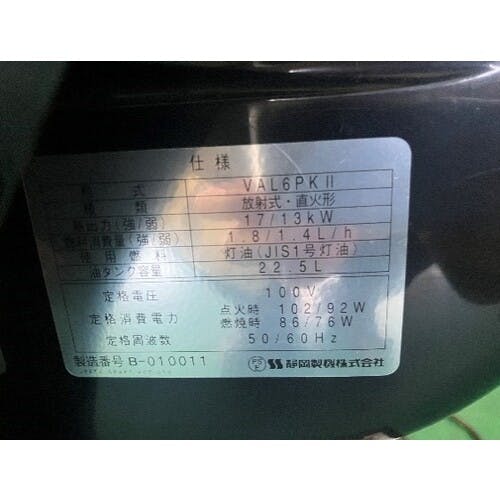 仕様
型式 VAL6PKⅡ
種類 放射式・直火形
熱出力(強/弱) 17/13kW
燃料消費量(強/弱) 1.8/1.4L/h
使用燃料 灯油(JIS1号灯油)
油タンク容量 22.5L
定格電圧 100V
定格消費電力 点火時 102/92W
燃焼時 86/76W
定格周波数 50/60Hz
製造番号 B-010011
静岡製機株式会社